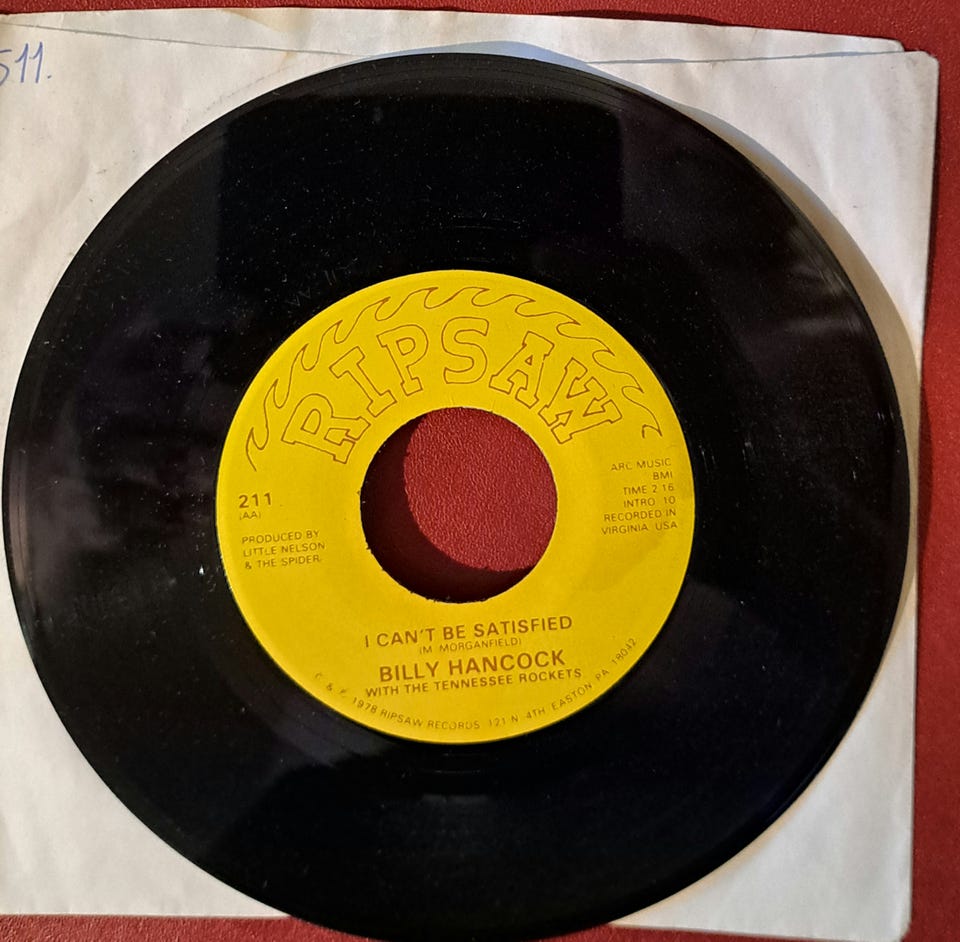 511.
RIPSAW
211
(AA)
PRODUCED BY
LITTLE NELSON
& THE SPIDER
ARC MUSIC
BMI
TIME 2 16
INTRO 10
RECORDED IN
VIRGINIA USA
I CAN'T BE SATISFIED
(M MORGANFIELD)
BILLY HANCOCK
WITH THE TENNESSEE ROCKETS
C & P 1978 RIPSAW RECORDS 121 N 4TH EASTON PA 18042